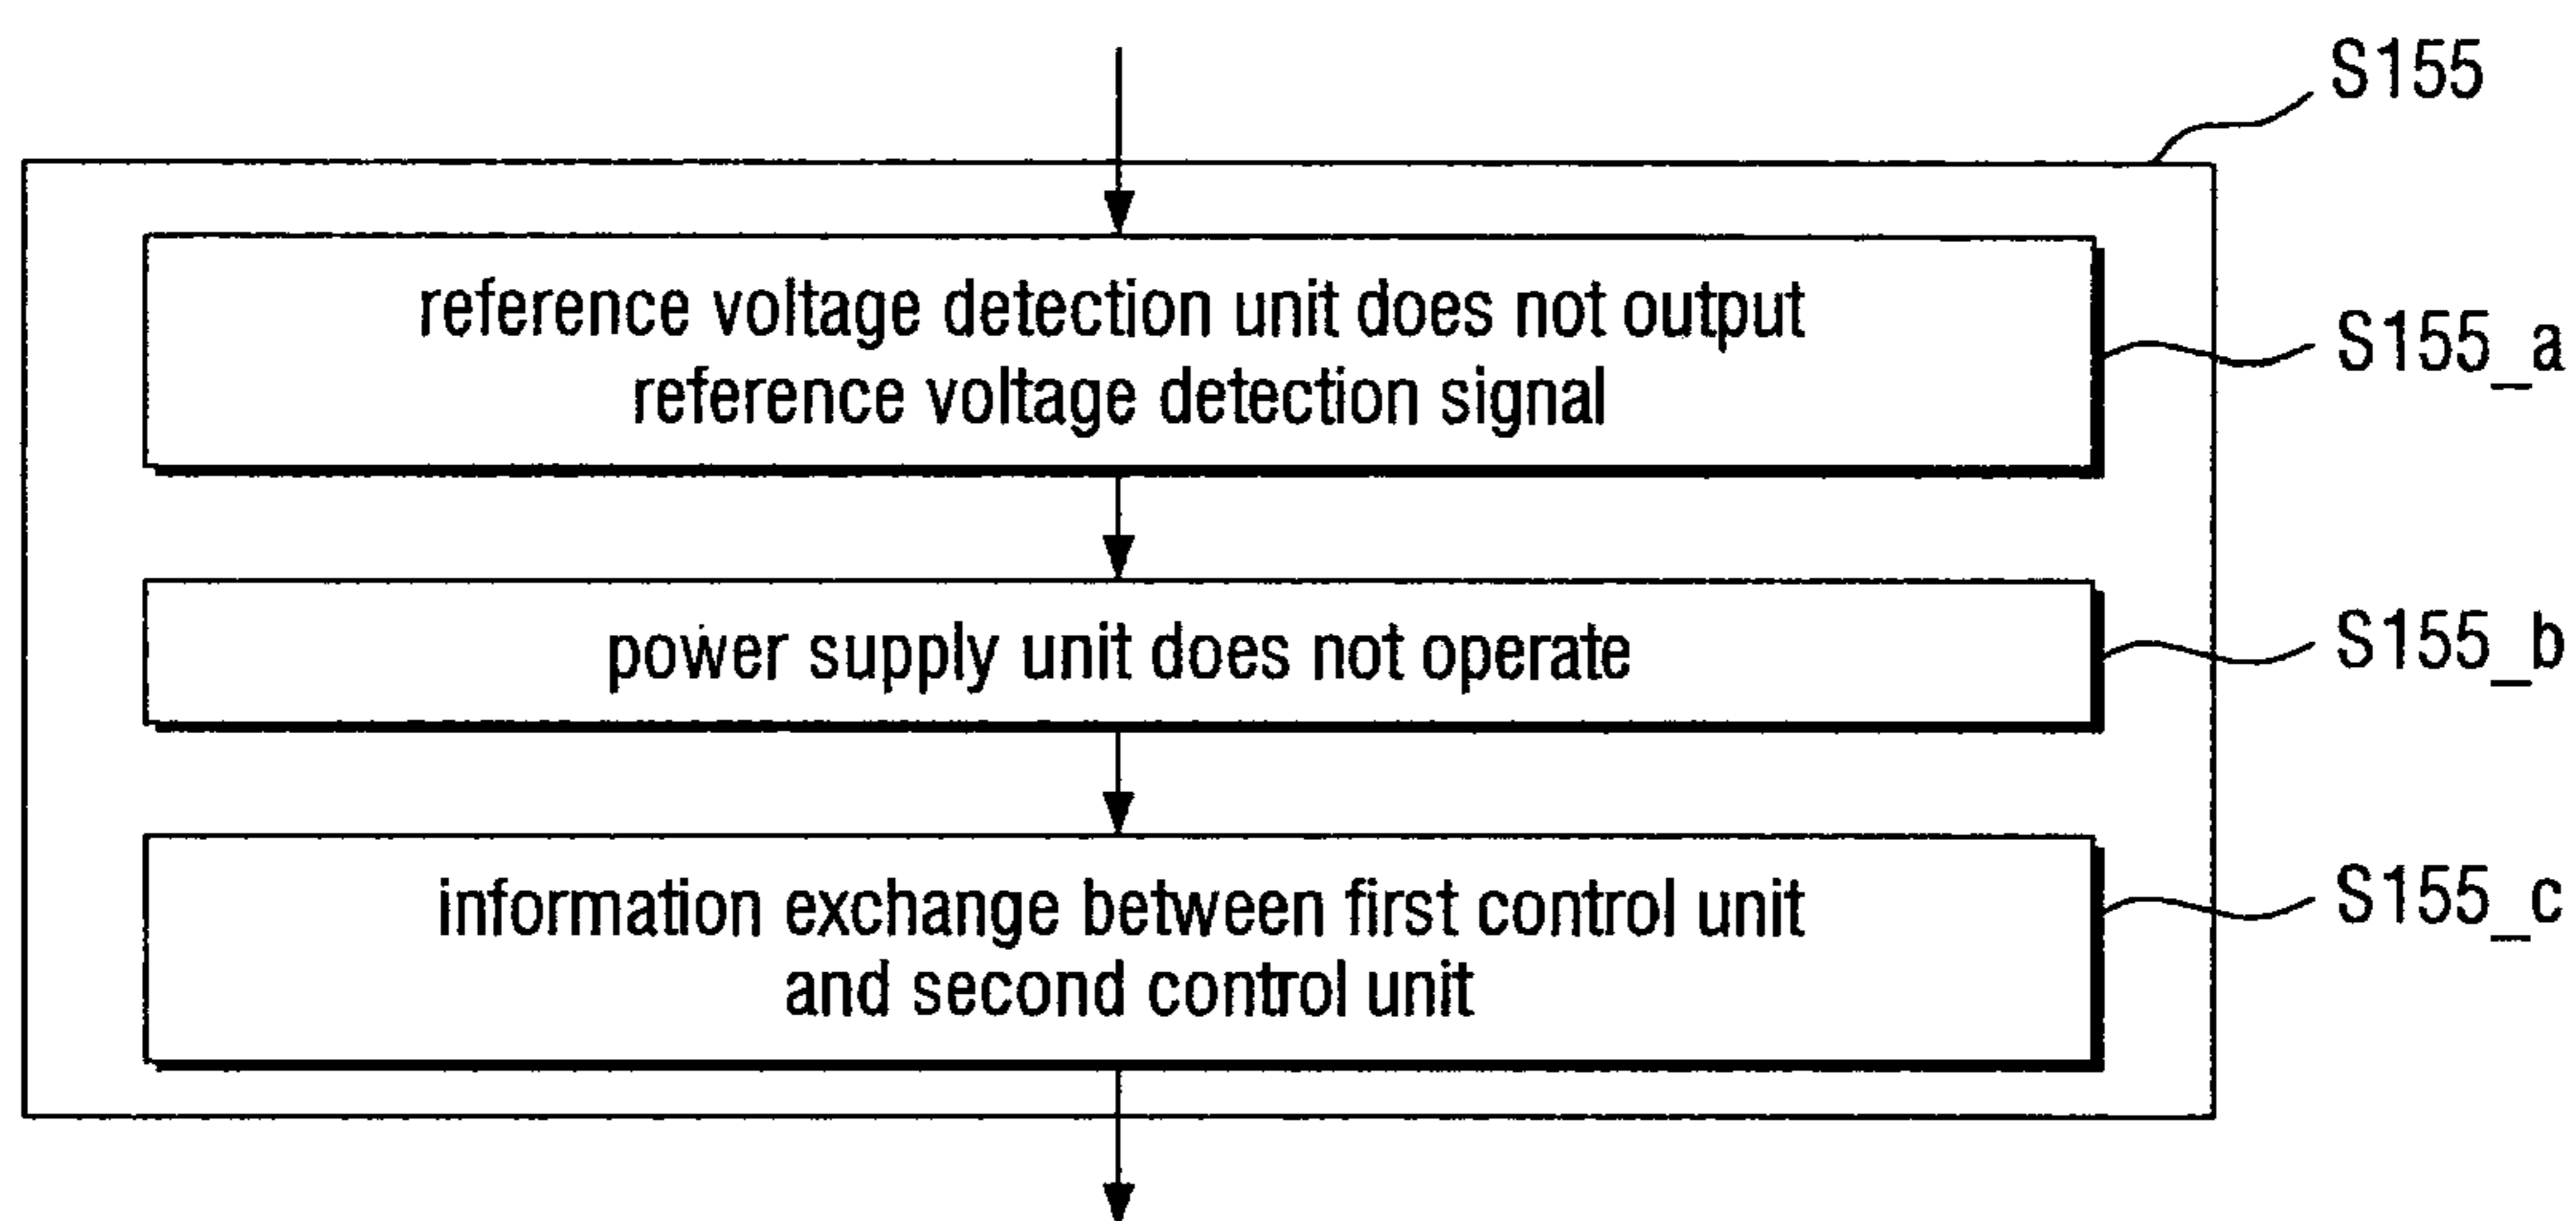 S155
reference voltage detection unit does not output
reference voltage detection signal
S155_a
power supply unit does not operate
S155_b
information exchange between first control unit
and second control unit
S155_c